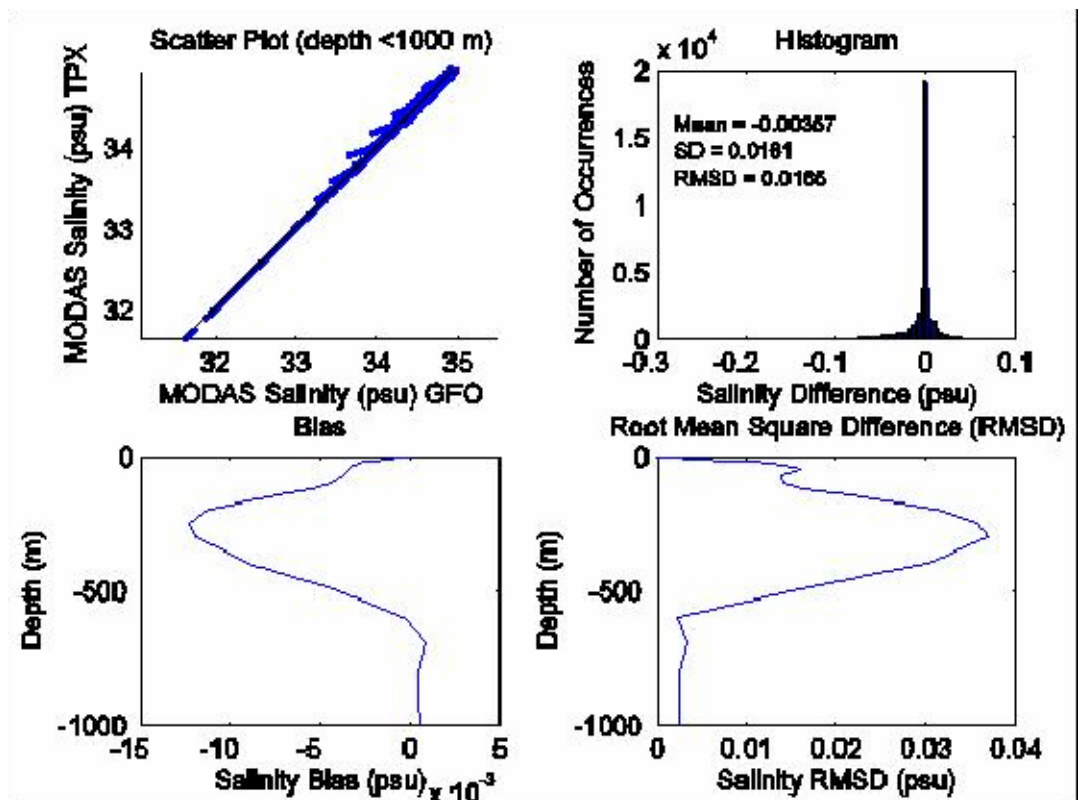 Scatter Plot (depth <1000 m)
MODAS Salinity (psu) TPX
34
33
32
32 33 34 35
MODAS Salinity (psu) GFO
x 10^4
Histogram
Number of Occurrences
2
1.5
1
0.5
0
Mean = -0.00357
SD = 0.0161
RMSD = 0.0165
-0.3 -0.2 -0.1 0 0.1
Salinity Difference (psu)
Bias
Depth (m)
0
-500
-1000
-15 -10 -5 0 5
Salinity Bias (psu)
x 10^-3
Root Mean Square Difference (RMSD)
Depth (m)
0
-500
-1000
0 0.01 0.02 0.03 0.04
Salinity RMSD (psu)